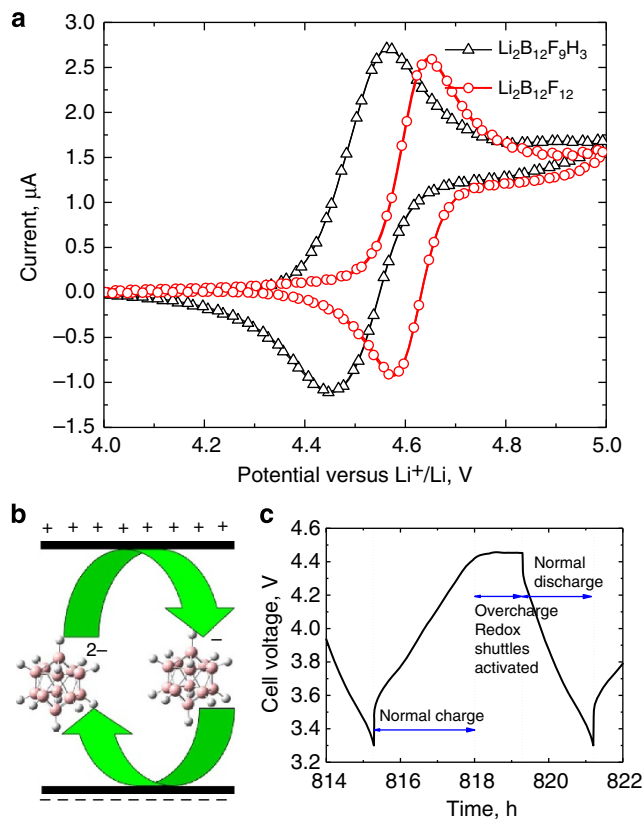 a
3.0
2.5
2.0
1.5
1.0
0.5
0.0
–0.5
–1.0
–1.5
Current, μA
Li₂B₁₂F₉H₃
Li₂B₁₂F₁₂
4.0 4.2 4.4 4.6 4.8 5.0
Potential versus Li⁺/Li, V
b
+ + + + + + + +
2–
–
– – – – – – – – –
c
4.6
4.4
4.2
4.0
3.8
3.6
3.4
3.2
Cell voltage, V
Normal
discharge
Overcharge
Redox
shuttles
activated
Normal charge
814 816 818 820 822
Time, h